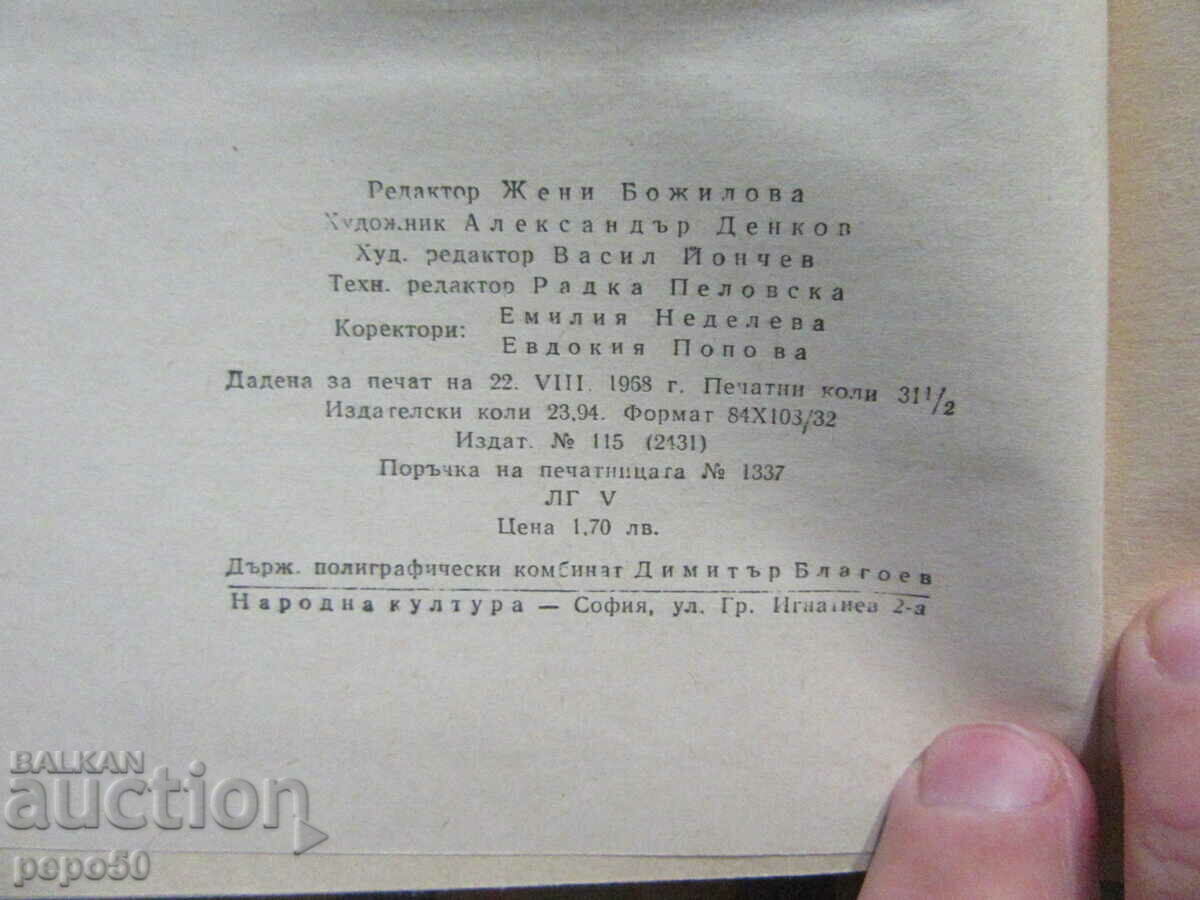 Редактор Жени Божилова
Художник Александър Денков
Худ. редактор Васил Йончев
Техн. редактор Радка Пеловска
Коректори: Емилия Неделева
Евдокия Попова
Дадена за печат на 22. VIII. 1968 г. Печатни коли 31 1/2
Издателски коли 23,94. Формат 84X103/32
Издат. № 115 (2431)
Поръчка на печатницата № 1337
ЛГ V
Цена 1,70 лв.
Държ. полиграфически комбинат Димитър Благоев
Народна култура — София, ул. Гр. Игнатиев 2-а
BALKAN
auction
pepo50